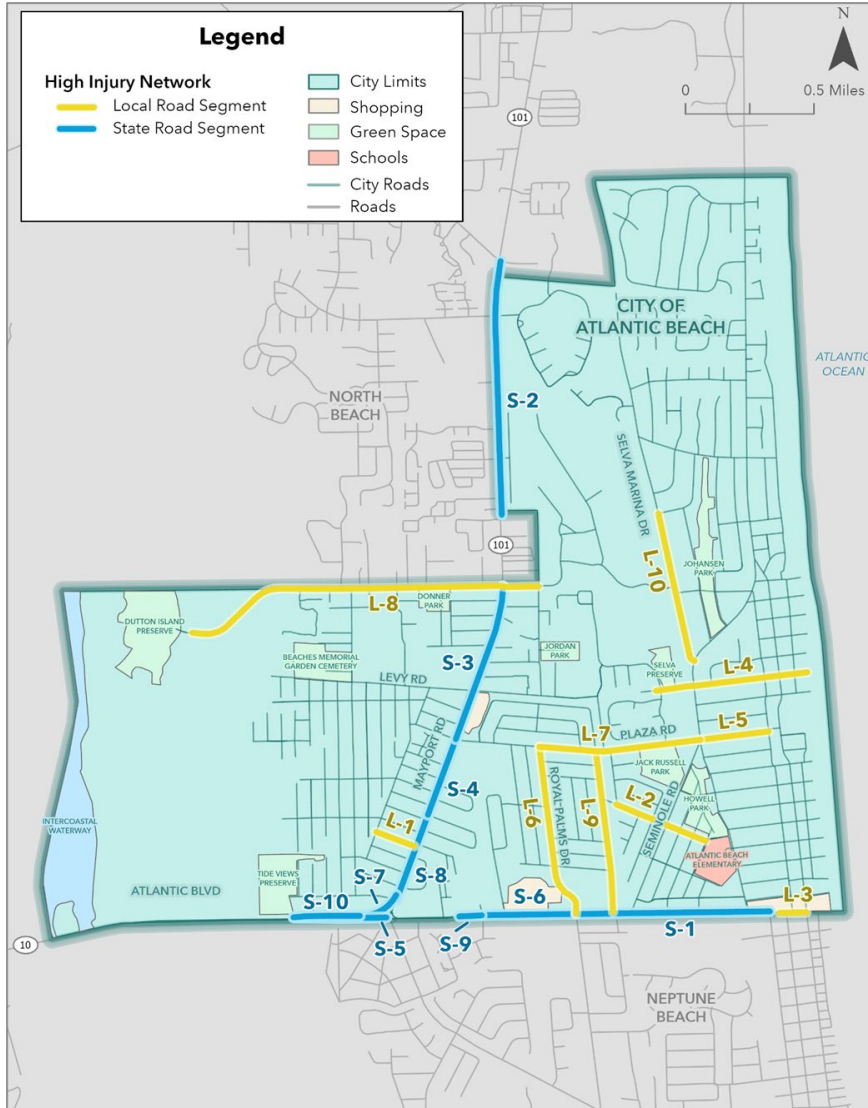 Legend
High Injury Network
Local Road Segment
State Road Segment
City Limits
Shopping
Green Space
Schools
City Roads
Roads
N
0 0.5 Miles
101
CITY OF
ATLANTIC BEACH
ATLANTIC
OCEAN
NORTH
BEACH
S-2
SELVA MARINA DR
101
L-10
JOHANSEN
PARK
L-8
DONNER
PARK
DUTTON ISLAND
PRESERVE
BEACHES MEMORIAL
GARDEN CEMETERY
S-3
JORDAN
PARK
LEVY RD
SELVA
PRESERVE
L-4
MAYPORT RD
L-7
PLAZA RD
L-5
JACK RUSSELL
PARK
S-4
L-6
ROYAL PALMS DR
L-9
L-2
SEMINOLE RD
HOWELL
PARK
INTERCOASTAL
WATERWAY
L-1
ATLANTIC BEACH
ELEMENTARY
TIDE VIEWS
PRESERVE
S-7
S-8
ATLANTIC BLVD
S-10
S-6
L-3
S-5
S-9
S-1
10
NEPTUNE
BEACH